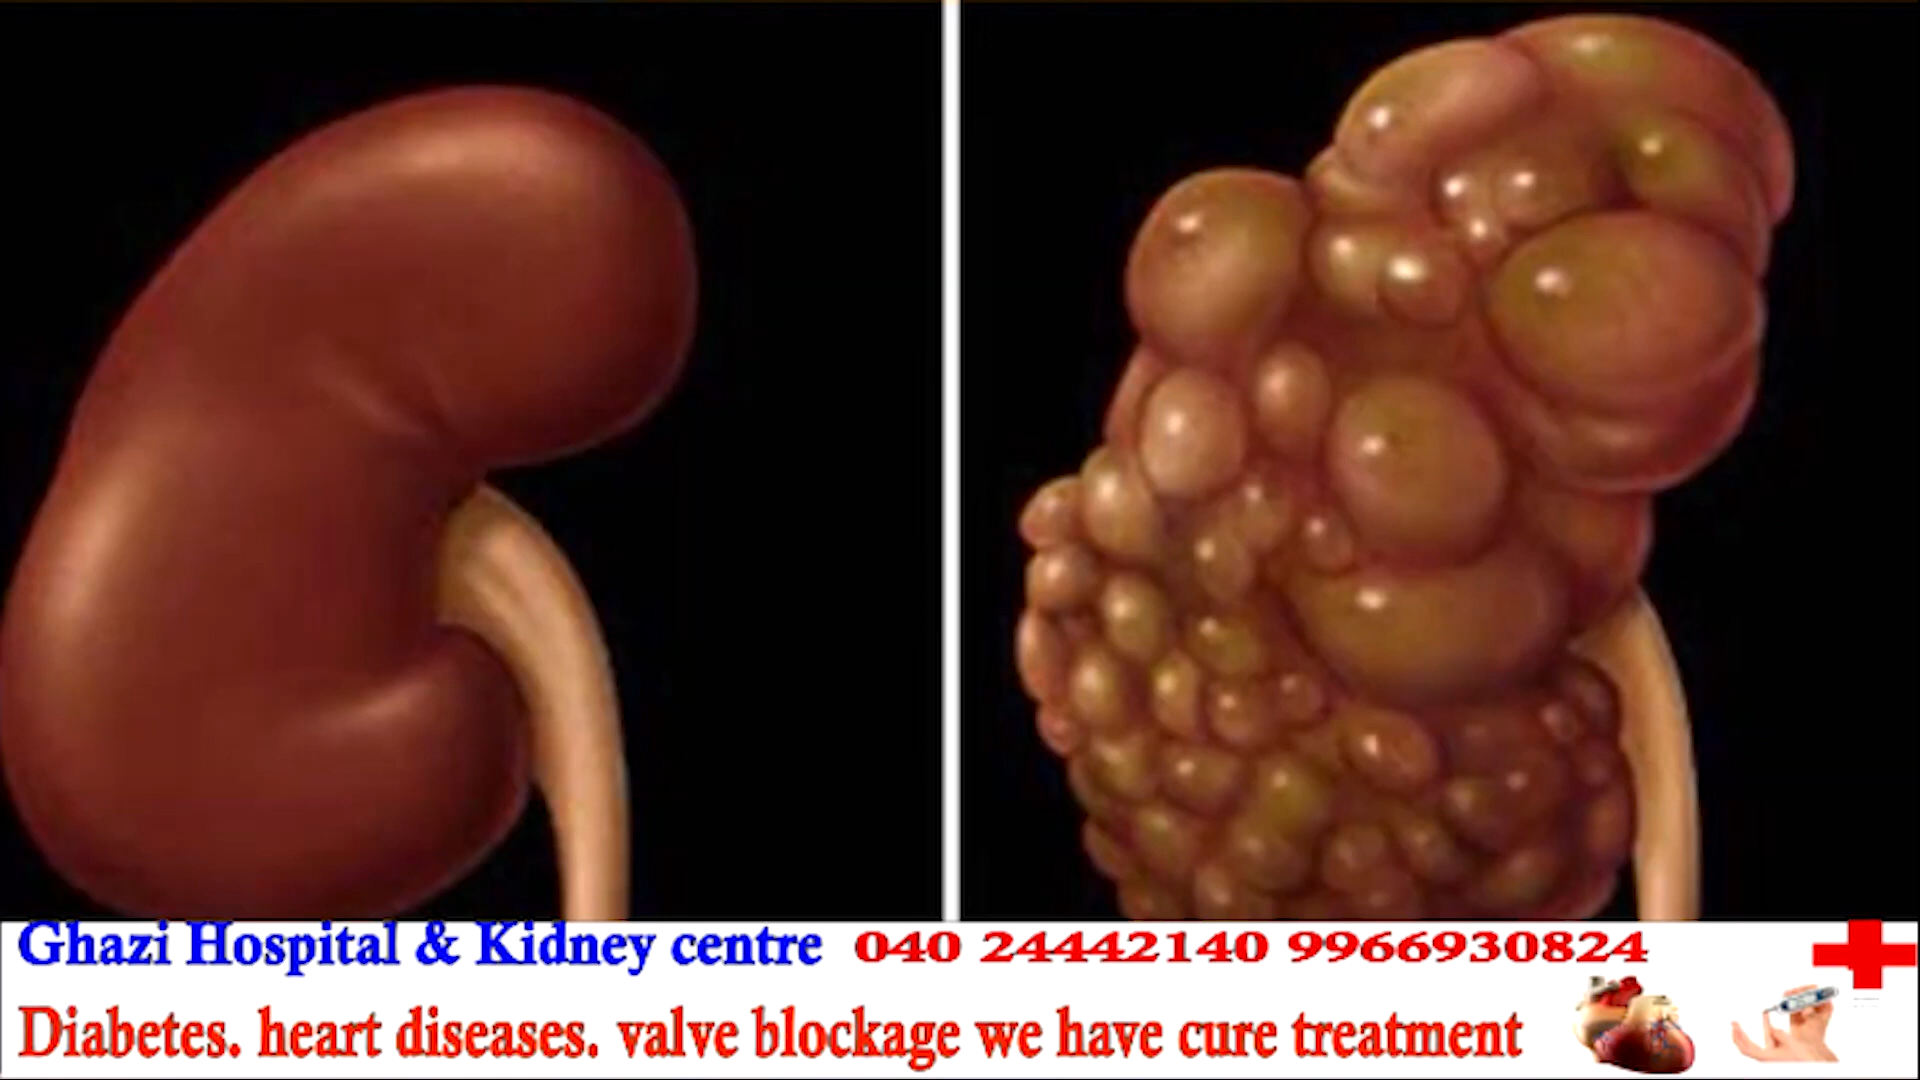 Ghazi Hospital & Kidney centre 040 24442140 9966930824
Diabetes. heart diseases. valve blockage we have cure treatment